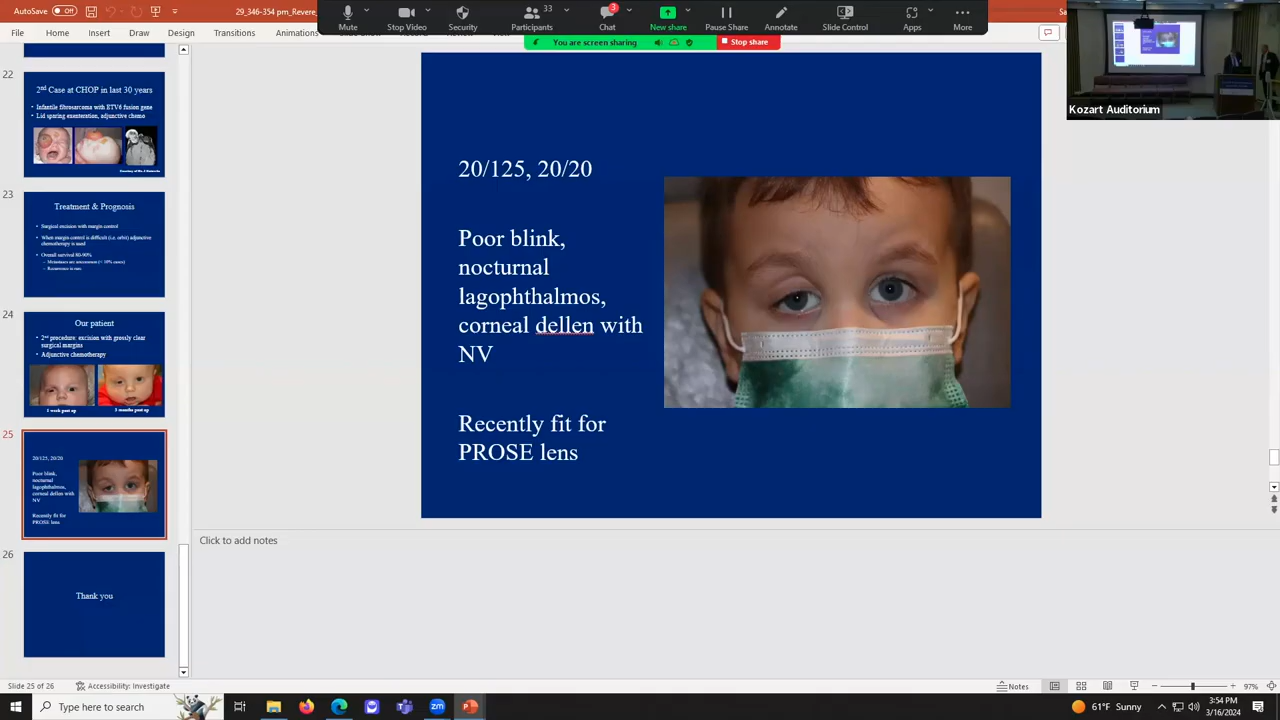 AutoSave
Off
29_346-354 pm_Revere
33
3
Mute
Stop Video
Security
Participants
Chat
New share
Pause Share
Annotate
Slide Control
Apps
More
You are screen sharing
Stop share
Kozart Auditorium
File
Home
Insert
Draw
Design
Transitions
Animations
22
2nd Case at CHOP in last 30 years
• Infantile fibrosarcoma with ETV6 fusion gene
• Lid sparing exenteration, adjunctive chemo
23
Treatment & Prognosis
• Surgical excision with margin control
• When margin control is difficult (i.e. orbit) adjunctive
chemotherapy is used
• Overall survival 80-90%
– Metastases are uncommon (< 10% cases)
– Recurrence is rare
24
Our patient
• 2nd procedure: excision with grossly clear
surgical margins
• Adjunctive chemotherapy
1 week post op
3 months post op
25
20/125, 20/20
Poor blink,
nocturnal
lagophthalmos,
corneal dellen with
NV
Recently fit for
PROSE lens
26
Thank you
20/125, 20/20
Poor blink,
nocturnal
lagophthalmos,
corneal dellen with
NV
Recently fit for
PROSE lens
Click to add notes
Slide 25 of 26
Accessibility: Investigate
Notes
97%
Type here to search
zm
61°F
3:54 PM
3/16/2024